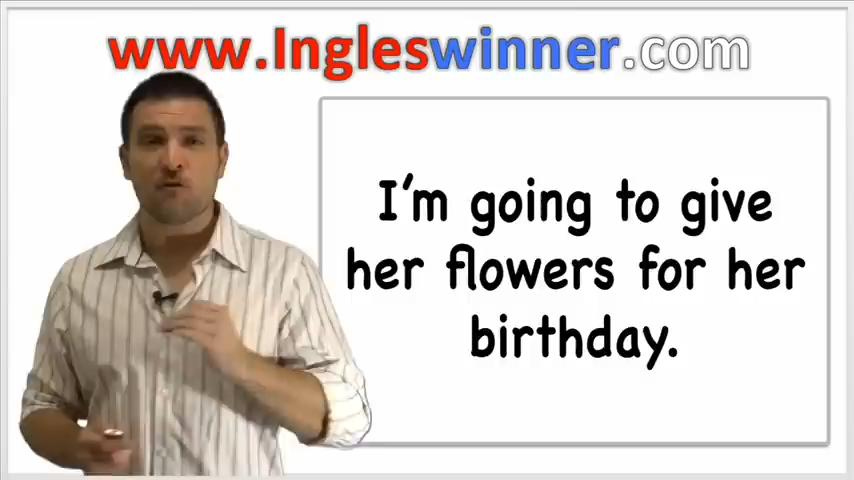 www.Ingleswinner.com
I'm going to give
her flowers for her
birthday.